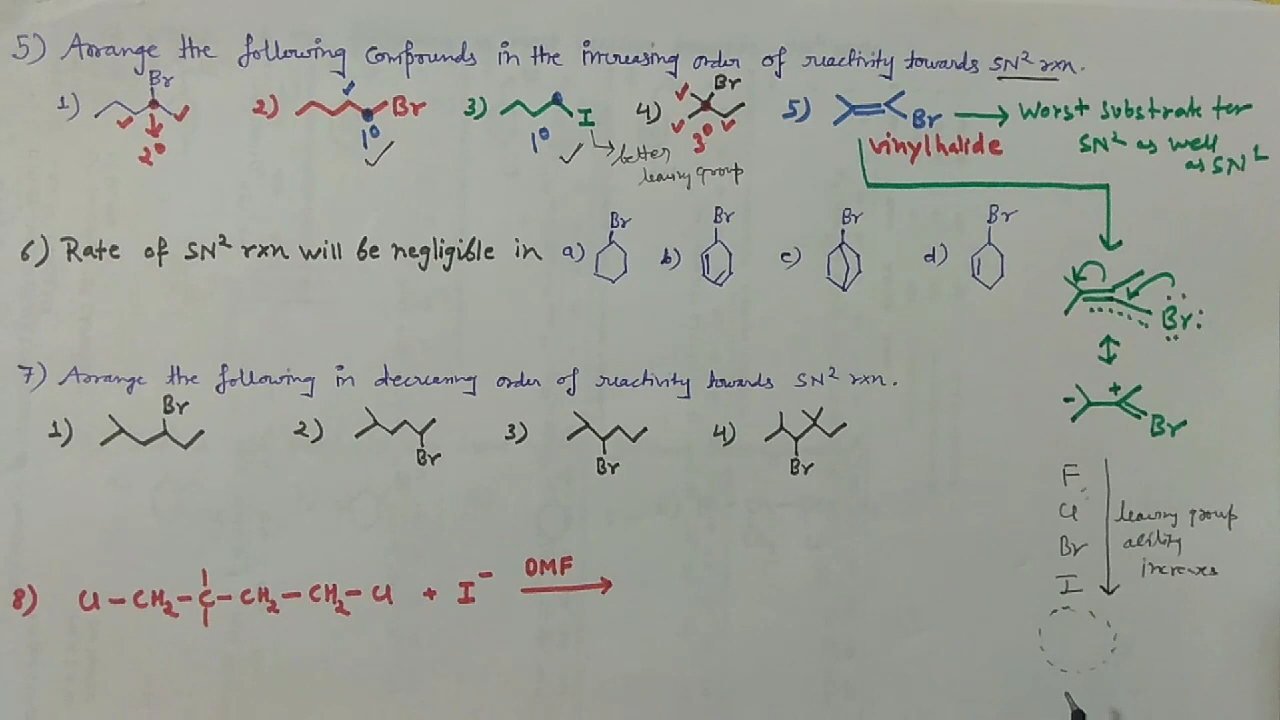 5) Arrange the following compounds in the increasing order of reactivity towards SN² rxn.
1) Br 2° 2) Br 1° 3) I 1° 4) Br 3° 5) Br → Worst substrate for
better leaving group
vinylhalide
SN² as well
as SN¹
6) Rate of SN² rxn will be negligible in a) Br b) Br c) Br d) Br
Br
Br
+
-
7) Arrange the following in decreasing order of reactivity towards SN² rxn.
1) Br 2) Br 3) Br 4) Br
F
Cl
Br
I
leaving group
ability
increases
8) Cl-CH₂-C-CH₂-CH₂-Cl + I⁻ DMF →